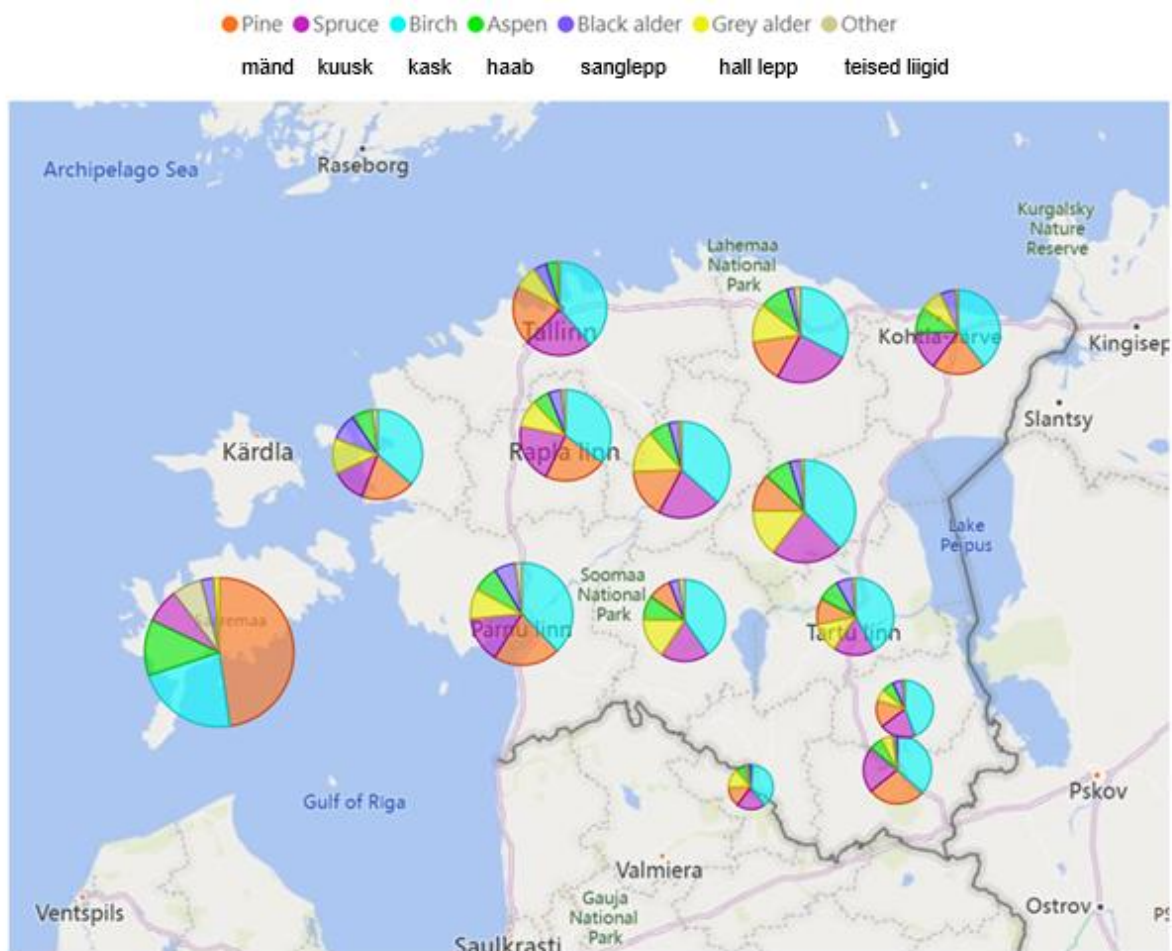 Pine Spruce Birch Aspen Black alder Grey alder Other
mänd kuusk kask haab sanglepp hall lepp teised liigid
Archipelago Sea
Raseborg
Kurgalsky
Nature
Reserve
Lahemaa
National
Park
Tallinn
Kohtla-Järve
Kingisep
Slantsy
Kärdla
Rapla linn
Lake
Peipus
Soomaa
National
Park
Saaremaa
Pärnu linn
Tartu linn
Gulf of Riga
Pskov
Valmiera
Gauja
National
Park
Ventspils
Ostrov
PS
Saulkrasti